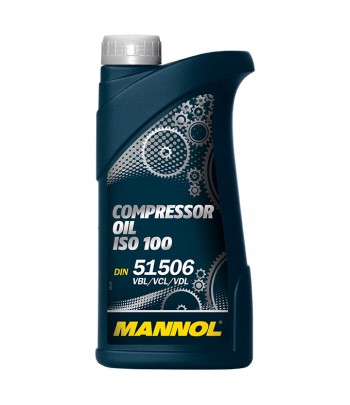 COMPRESSOR
OIL
ISO 100
DIN 51506
VBL/VCL/VDL
MANNOL